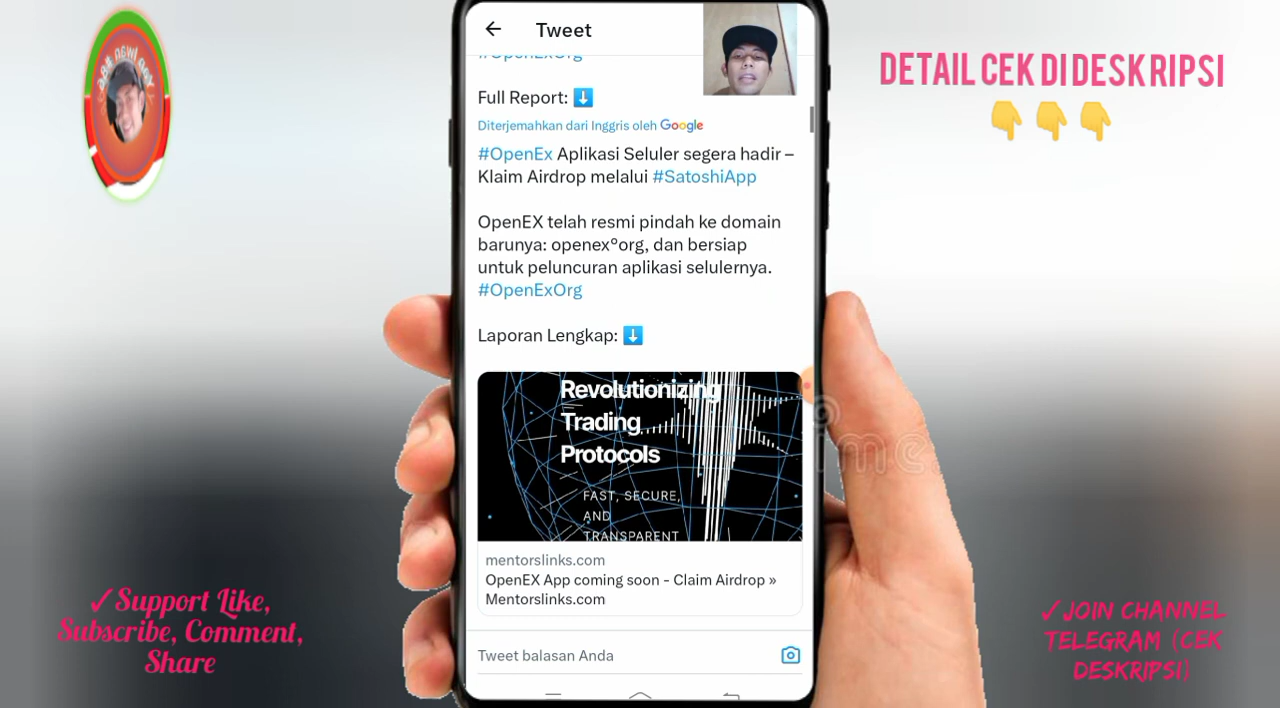 Tweet
#OpenExOrg
Full Report: ⬇️
Diterjemahkan dari Inggris oleh Google
#OpenEx Aplikasi Seluler segera hadir –
Klaim Airdrop melalui #SatoshiApp
OpenEX telah resmi pindah ke domain
barunya: openex°org, dan bersiap
untuk peluncuran aplikasi selulernya.
#OpenExOrg
Laporan Lengkap: ⬇️
Revolutionizing
Trading
Protocols
FAST, SECURE,
AND
TRANSPARENT
mentorslinks.com
OpenEX App coming soon - Claim Airdrop »
Mentorslinks.com
Tweet balasan Anda
DETAIL CEK DI DESKRIPSI
👇👇👇
✓Support Like,
Subscribe, Comment,
Share
✓JOIN CHANNEL
TELEGRAM (CEK
DESKRIPSI)